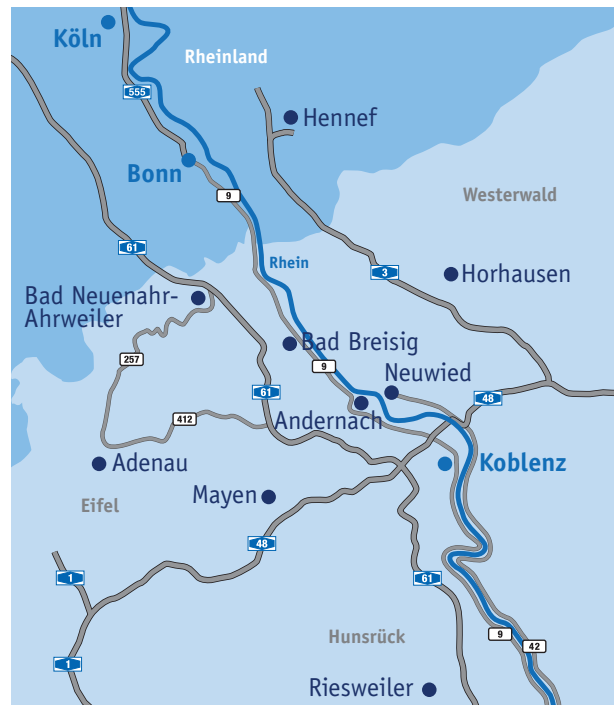 Köln
Rheinland
555
Hennef
Bonn
9
Westerwald
61
Rhein
3
Horhausen
Bad Neuenahr-
Ahrweiler
Bad Breisig
257
9
Neuwied
61
48
Andernach
412
Koblenz
Adenau
Mayen
Eifel
48
1
61
9
Hunsrück
42
1
Riesweiler